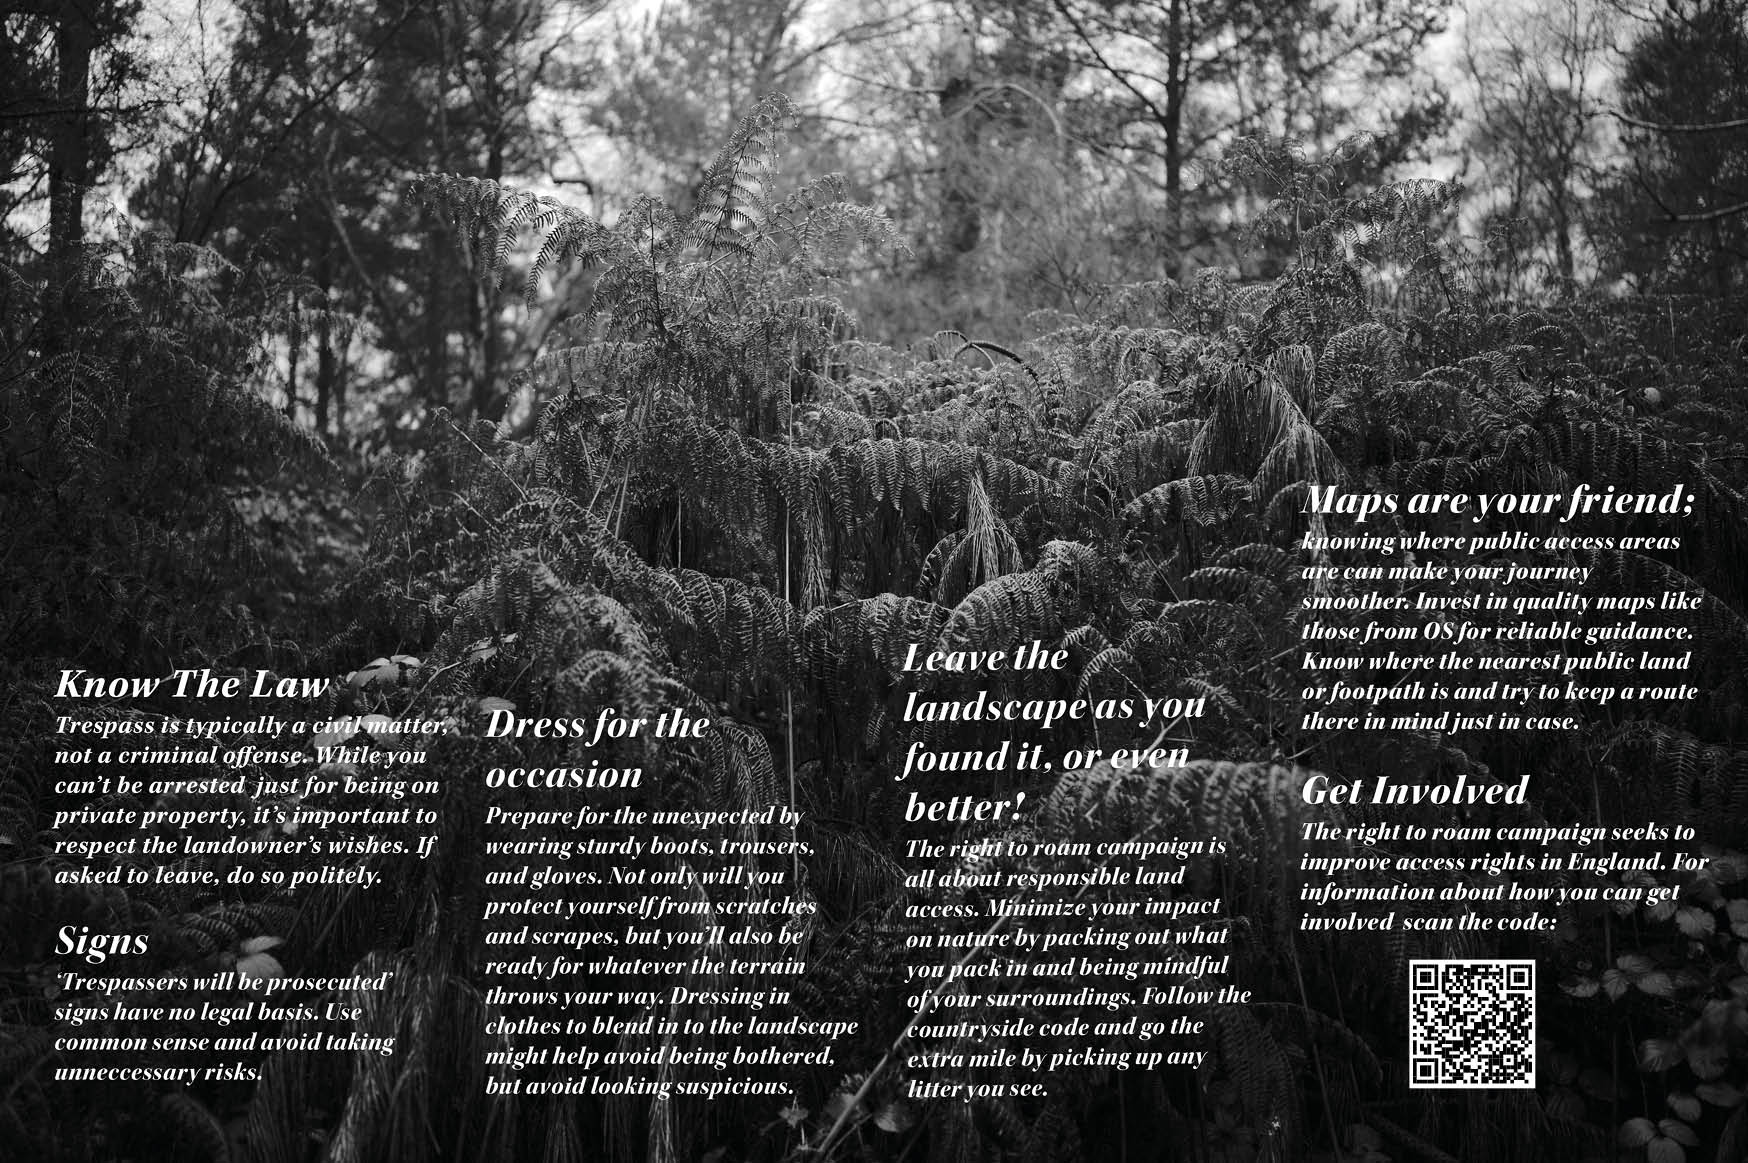 Know The Law
Trespass is typically a civil matter,
not a criminal offense. While you
can't be arrested  just for being on
private property, it's important to
respect the landowner's wishes. If
asked to leave, do so politely.
Signs
'Trespassers will be prosecuted'
signs have no legal basis. Use
common sense and avoid taking
unneccessary risks.
Dress for the
occasion
Prepare for the unexpected by
wearing sturdy boots, trousers,
and gloves. Not only will you
protect yourself from scratches
and scrapes, but you'll also be
ready for whatever the terrain
throws your way. Dressing in
clothes to blend in to the landscape
might help avoid being bothered,
but avoid looking suspicious.
Leave the
landscape as you
found it, or even
better!
The right to roam campaign is
all about responsible land
access. Minimize your impact
on nature by packing out what
you pack in and being mindful
of your surroundings. Follow the
countryside code and go the
extra mile by picking up any
litter you see.
Maps are your friend;
knowing where public access areas
are can make your journey
smoother. Invest in quality maps like
those from OS for reliable guidance.
Know where the nearest public land
or footpath is and try to keep a route
there in mind just in case.
Get Involved
The right to roam campaign seeks to
improve access rights in England. For
information about how you can get
involved  scan the code: